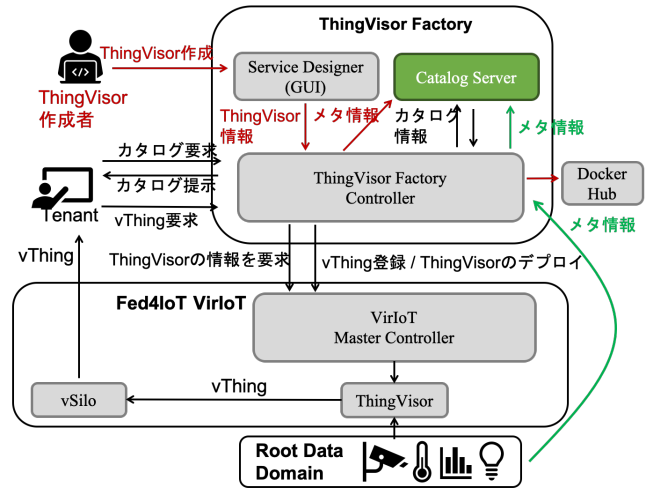 ThingVisor Factory
ThingVisor作成
Service Designer
(GUI)
Catalog Server
ThingVisor
作成者
ThingVisor
情報
メタ情報
カタログ
情報
メタ情報
カタログ要求
カタログ提示
ThingVisor Factory
Controller
Docker
Hub
Tenant
vThing要求
メタ情報
vThing
ThingVisorの情報を要求
vThing登録 / ThingVisorのデプロイ
Fed4IoT VirIoT
VirIoT
Master Controller
vThing
vSilo
ThingVisor
Root Data
Domain